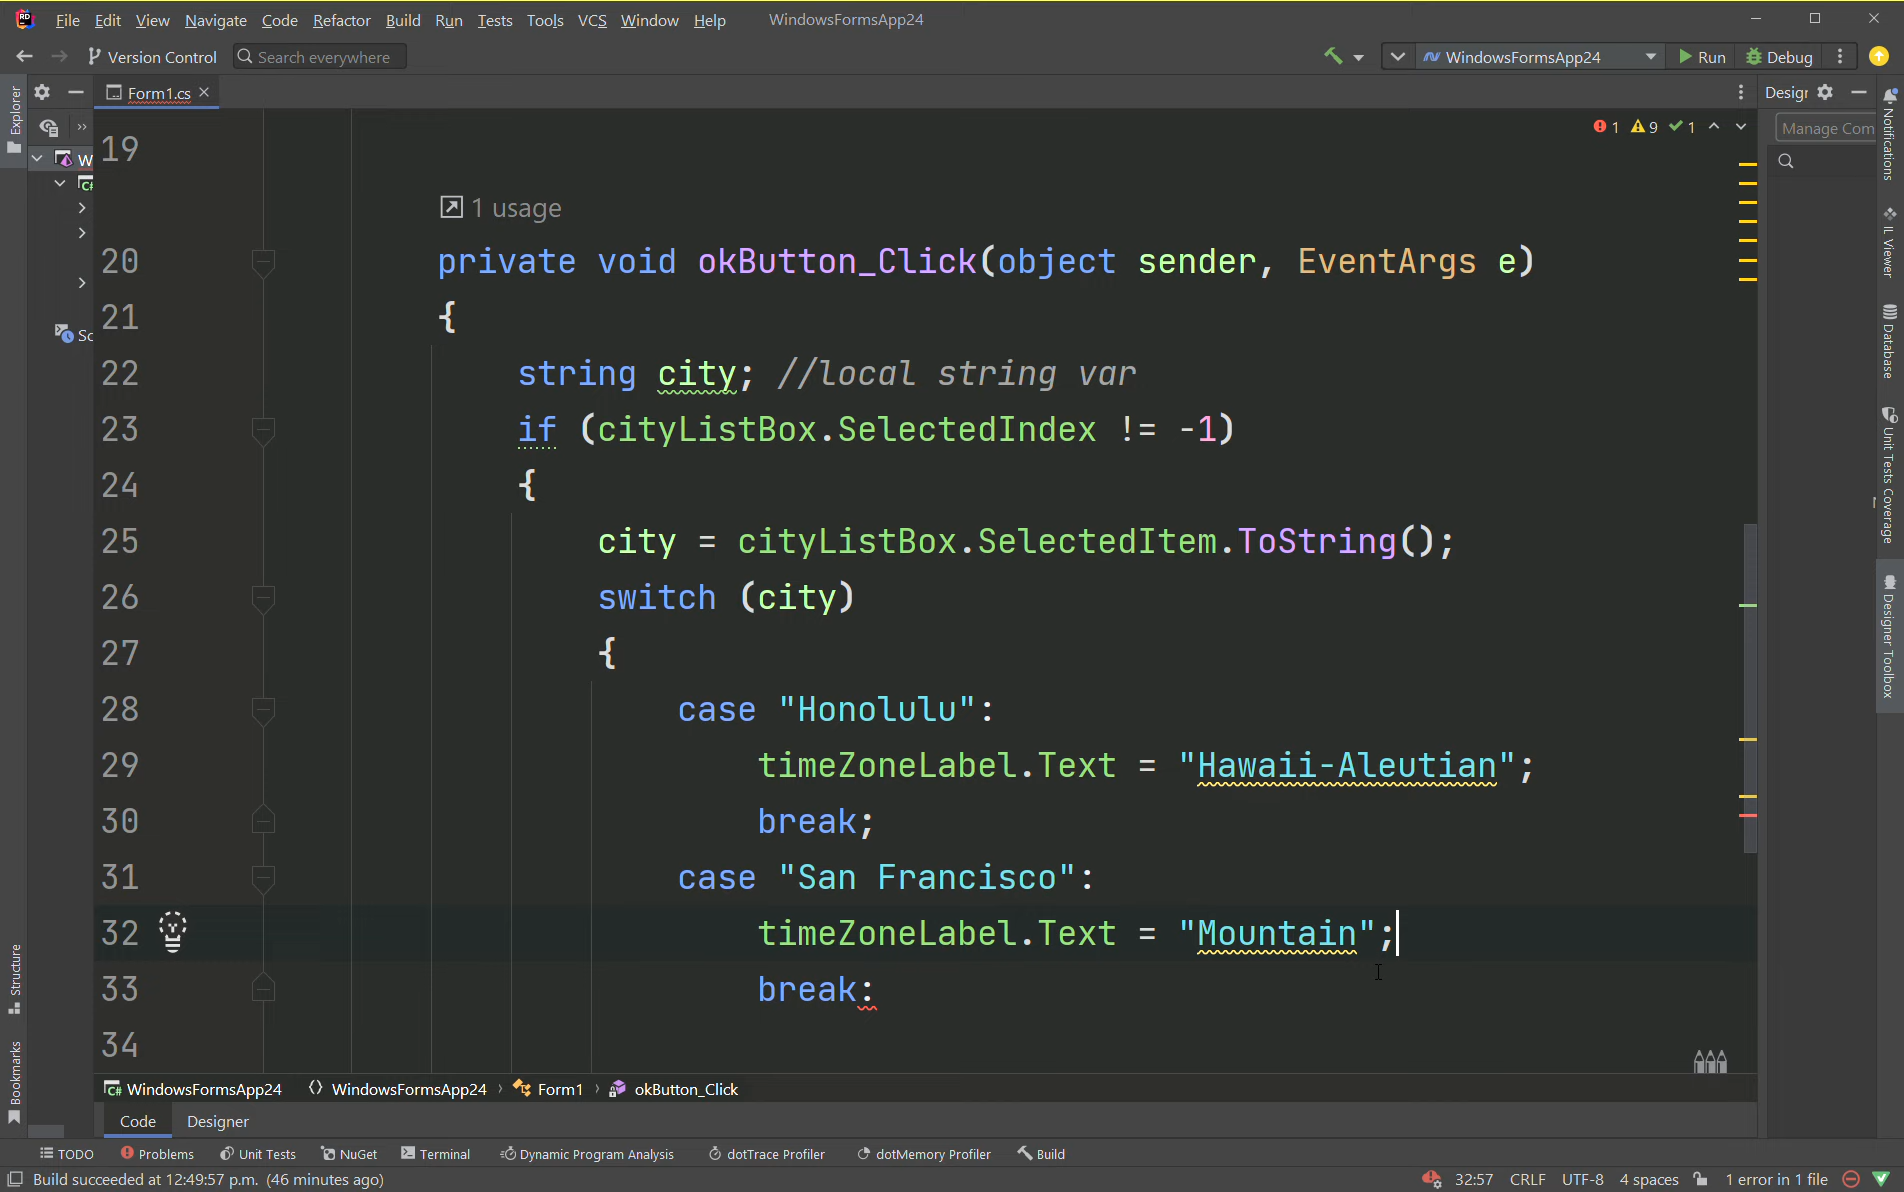 File Edit View Navigate Code Refactor Build Run Tests Tools VCS Window Help WindowsFormsApp24
Version Control Search everywhere WindowsFormsApp24 Run Debug
Explorer
Form1.cs
Desigr
Manage Com
1 9 1
W
C#
Sc
19
1 usage
20 private void okButton_Click(object sender, EventArgs e)
21 {
22 string city; //local string var
23 if (cityListBox.SelectedIndex != -1)
24 {
25 city = cityListBox.SelectedItem.ToString();
26 switch (city)
27 {
28 case "Honolulu":
29 timeZoneLabel.Text = "Hawaii-Aleutian";
30 break;
31 case "San Francisco":
32 timeZoneLabel.Text = "Mountain";
33 break:
34
Notifications
IL Viewer
Database
Unit Tests Coverage
Designer Toolbox
Structure
Bookmarks
C# WindowsFormsApp24 WindowsFormsApp24 › Form1 › okButton_Click
Code Designer
TODO Problems Unit Tests NuGet Terminal Dynamic Program Analysis dotTrace Profiler dotMemory Profiler Build
Build succeeded at 12:49:57 p.m. (46 minutes ago) 32:57 CRLF UTF-8 4 spaces 1 error in 1 file